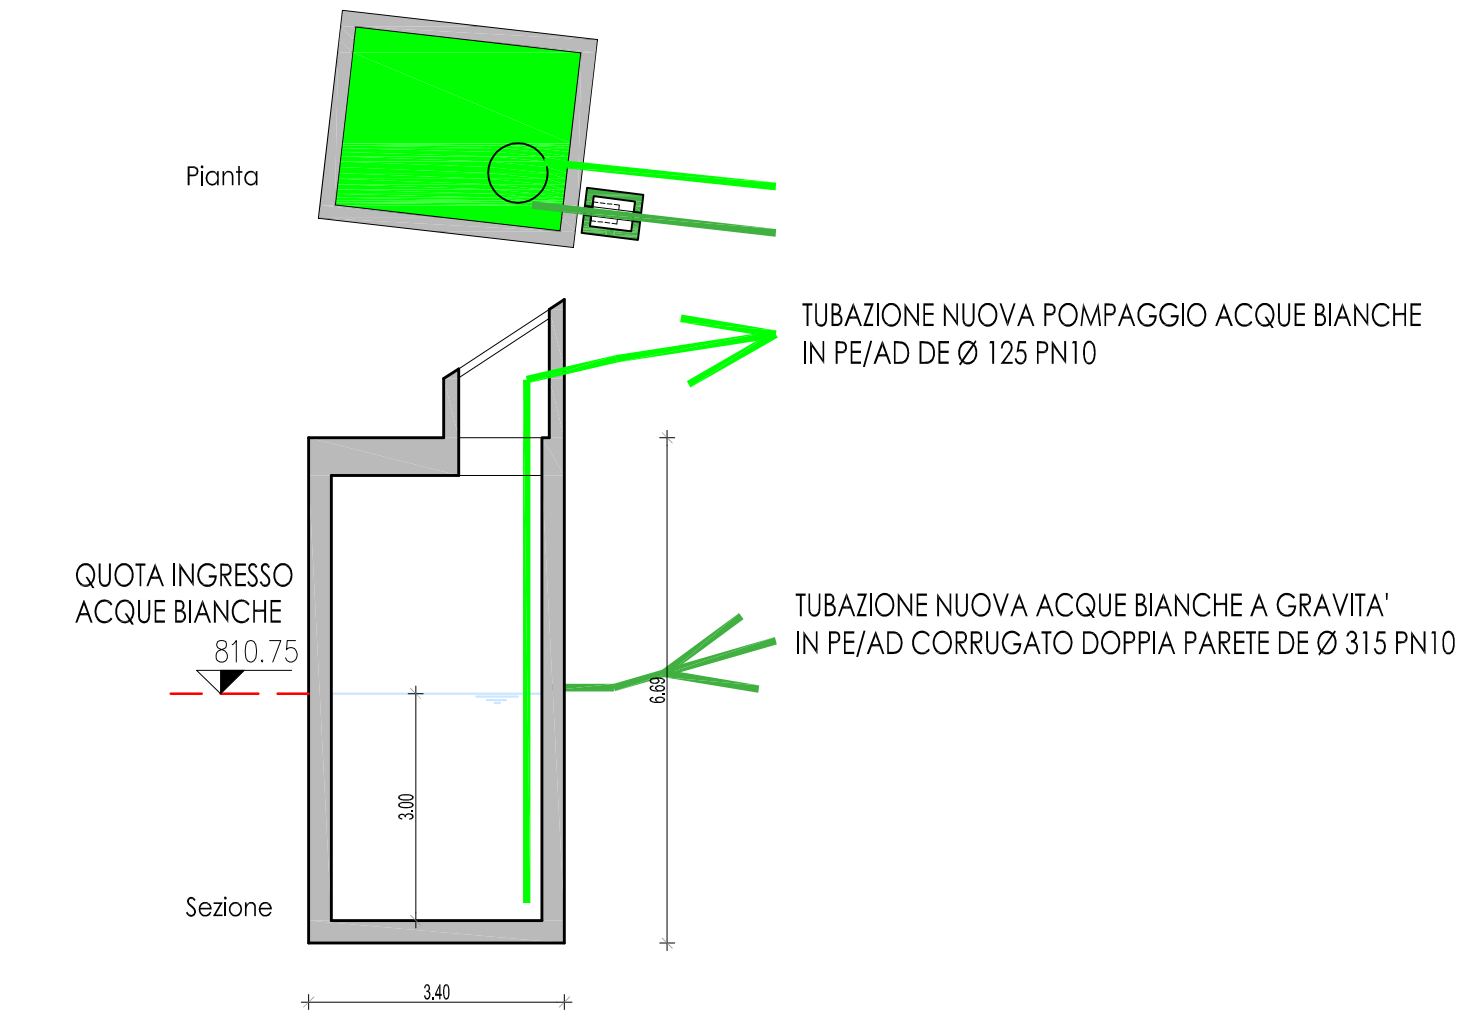 Pianta
TUBAZIONE NUOVA POMPAGGIO ACQUE BIANCHE
IN PE/AD DE Ø 125 PN10
QUOTA INGRESSO
ACQUE BIANCHE
810.75
TUBAZIONE NUOVA ACQUE BIANCHE A GRAVITA'
IN PE/AD CORRUGATO DOPPIA PARETE DE Ø 315 PN10
6.69
3.00
Sezione
3.40